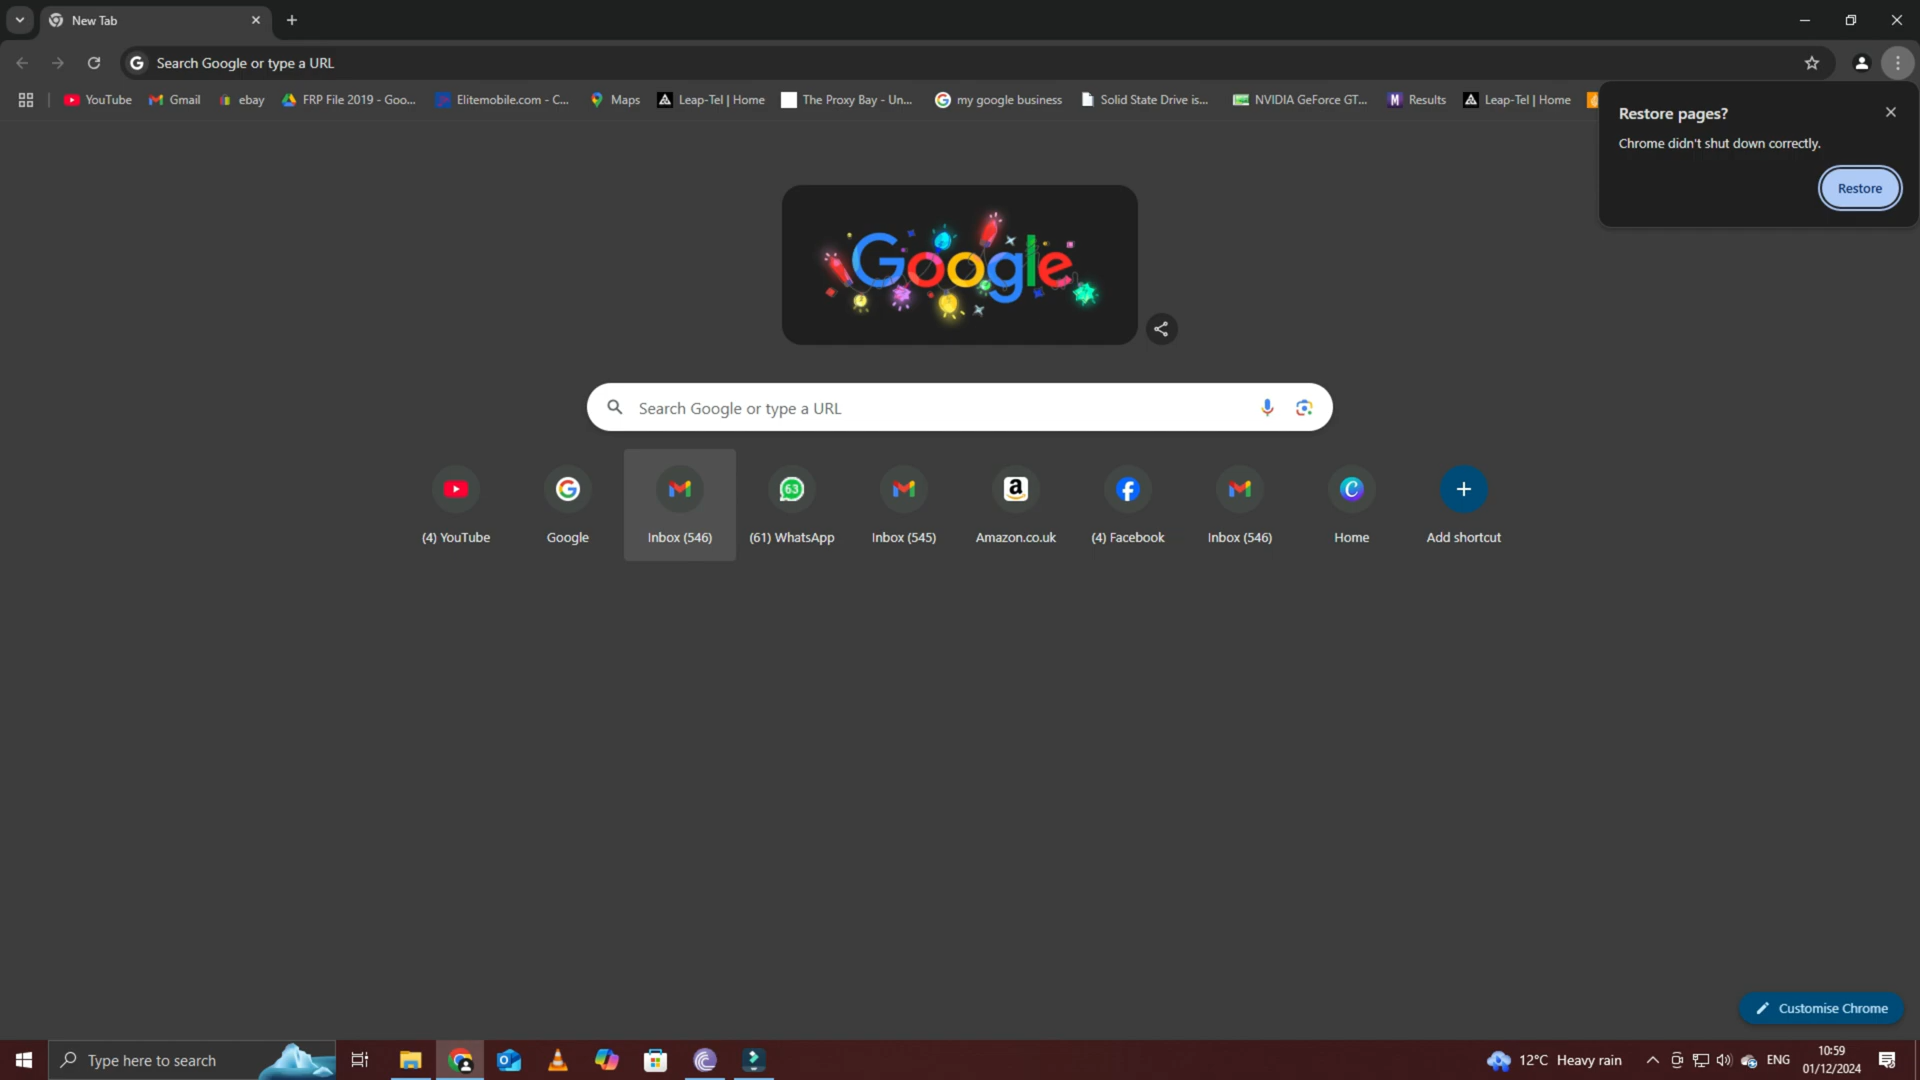 New Tab
Search Google or type a URL
YouTube Gmail ebay FRP File 2019 - Goo... Elitemobile.com - C... Maps Leap-Tel | Home The Proxy Bay - Un... my google business Solid State Drive is... NVIDIA GeForce GT... Results Leap-Tel | Home
Restore pages?
Chrome didn't shut down correctly.
Restore
Google
Search Google or type a URL
63
(4) YouTube Google Inbox (546) (61) WhatsApp Inbox (545) Amazon.co.uk (4) Facebook Inbox (546) Home Add shortcut
Customise Chrome
Type here to search
12°C Heavy rain
ENG
10:59
01/12/2024